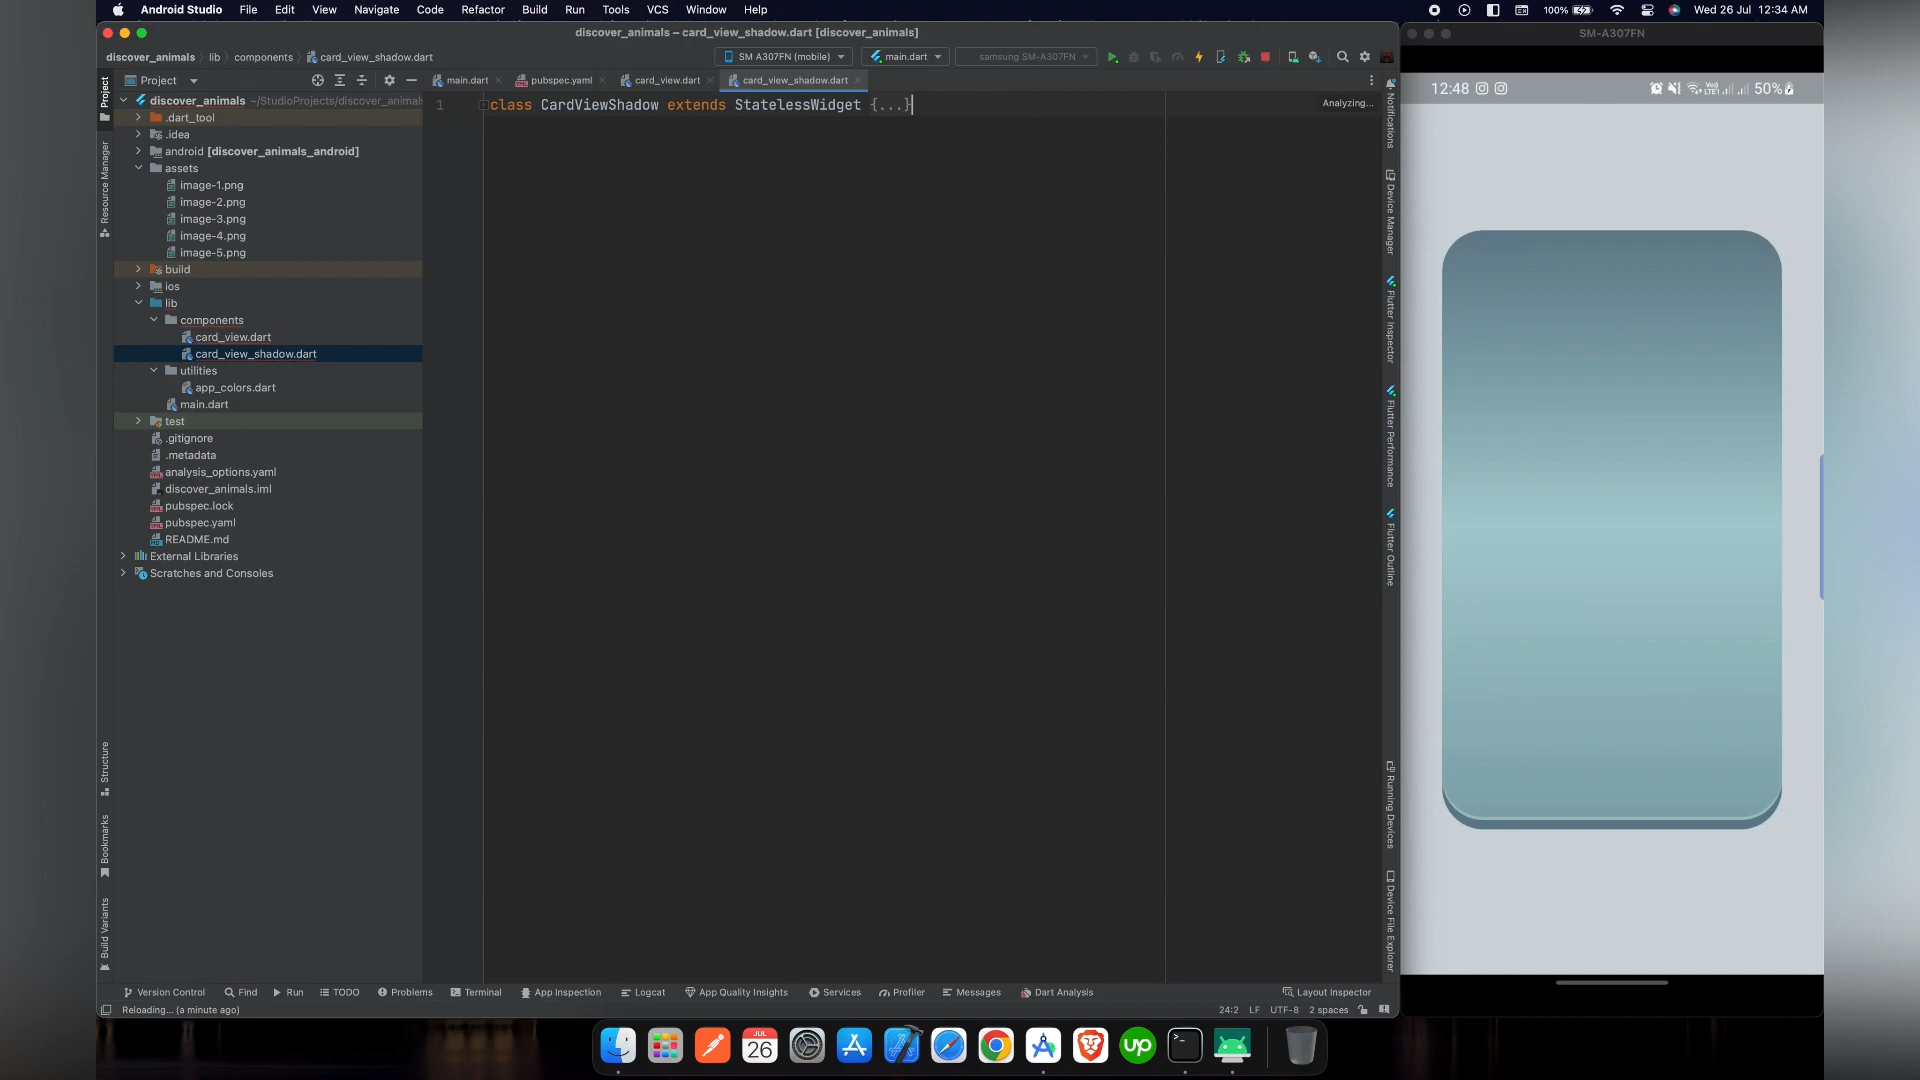 Android Studio File Edit View Navigate Code Refactor Build Run Tools VCS Window Help 100% Wed 26 Jul 12:34 AM
discover_animals – card_view_shadow.dart [discover_animals]
SM-A307FN
discover_animals lib components card_view_shadow.dart
SM A307FN (mobile) main.dart samsung SM-A307FN
Project
main.dart pubspec.yaml card_view.dart card_view_shadow.dart
12:48 50%
discover_animals ~/StudioProjects/discover_animals
1 class CardViewShadow extends StatelessWidget {...}
Analyzing...
.dart_tool
.idea
android [discover_animals_android]
assets
image-1.png
image-2.png
image-3.png
image-4.png
image-5.png
build
ios
lib
components
card_view.dart
card_view_shadow.dart
utilities
app_colors.dart
main.dart
test
.gitignore
.metadata
analysis_options.yaml
discover_animals.iml
pubspec.lock
pubspec.yaml
README.md
External Libraries
Scratches and Consoles
Project
Resource Manager
Structure
Bookmarks
Build Variants
Notifications
Device Manager
Flutter Inspector
Flutter Performance
Flutter Outline
Running Devices
Device File Explorer
Version Control Find Run TODO Problems Terminal App Inspection Logcat App Quality Insights Services Profiler Messages Dart Analysis Layout Inspector
Reloading... (a minute ago)
24:2 LF UTF-8 2 spaces
JUL
26
up